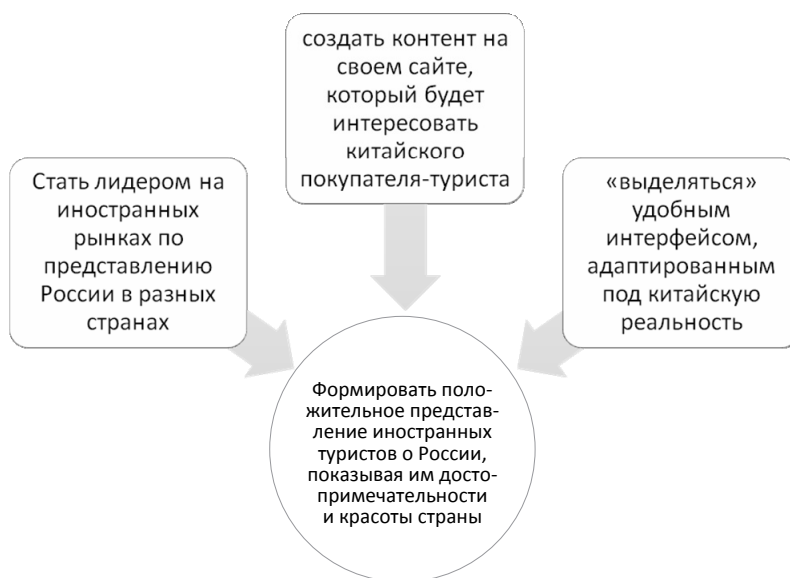 создать контент на
своем сайте,
который будет
интересовать
китайского
покупателя-туриста
Стать лидером на
иностранных
рынках по
представлению
России в разных
странах
«выделяться»
удобным
интерфейсом,
адаптированным
под китайскую
реальность
Формировать поло-
жительное представ-
ление иностранных
туристов о России,
показывая им досто-
примечательности
и красоты страны